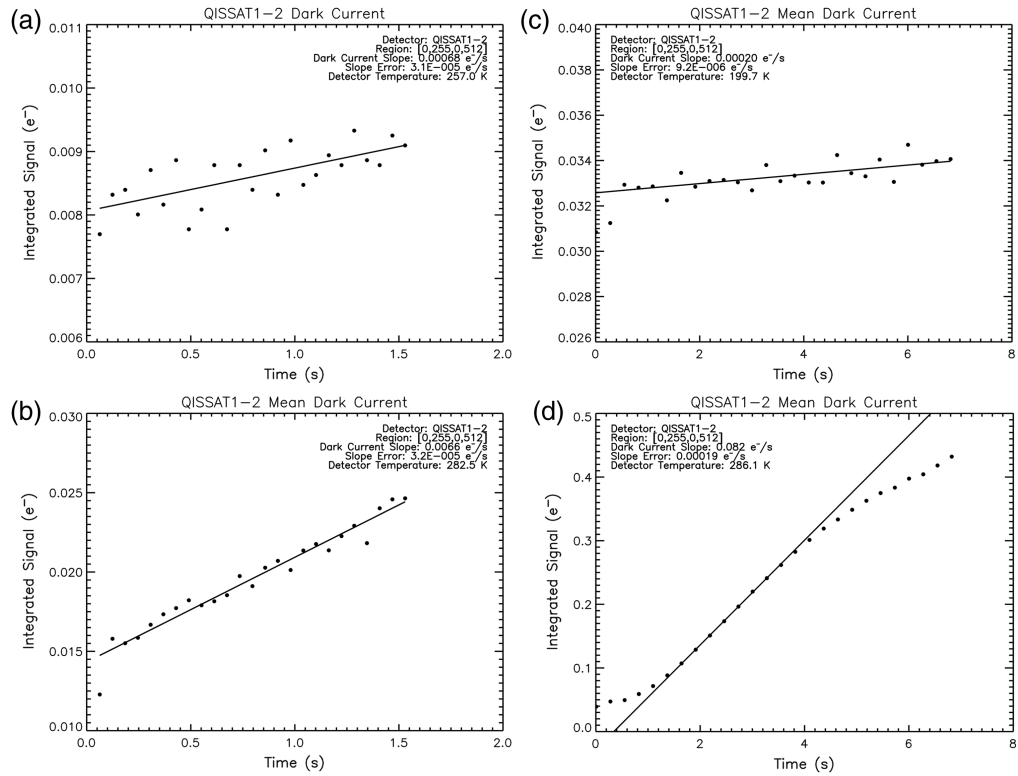 (a)
QISSAT1−2 Dark Current
Detector: QISSAT1−2
Region: [0,255,0,512]
Dark Current Slope: 0.00068 e⁻/s
Slope Error: 3.1E−005 e⁻/s
Detector Temperature: 257.0 K
0.011
0.010
0.009
0.008
0.007
0.006
Integrated Signal (e⁻)
0.0 0.5 1.0 1.5 2.0
Time (s)
(c)
QISSAT1−2 Mean Dark Current
Detector: QISSAT1−2
Region: [0,255,0,512]
Dark Current Slope: 0.00020 e⁻/s
Slope Error: 9.2E−006 e⁻/s
Detector Temperature: 199.7 K
0.040
0.038
0.036
0.034
0.032
0.030
0.028
0.026
Integrated Signal (e⁻)
0 2 4 6 8
Time (s)
(b)
QISSAT1−2 Mean Dark Current
Detector: QISSAT1−2
Region: [0,255,0,512]
Dark Current Slope: 0.0066 e⁻/s
Slope Error: 3.2E−005 e⁻/s
Detector Temperature: 282.5 K
0.030
0.025
0.020
0.015
0.010
Integrated Signal (e⁻)
0.0 0.5 1.0 1.5 2.0
Time (s)
(d)
QISSAT1−2 Mean Dark Current
Detector: QISSAT1−2
Region: [0,255,0,512]
Dark Current Slope: 0.082 e⁻/s
Slope Error: 0.00019 e⁻/s
Detector Temperature: 286.1 K
0.5
0.4
0.3
0.2
0.1
0.0
Integrated Signal (e⁻)
0 2 4 6 8
Time (s)